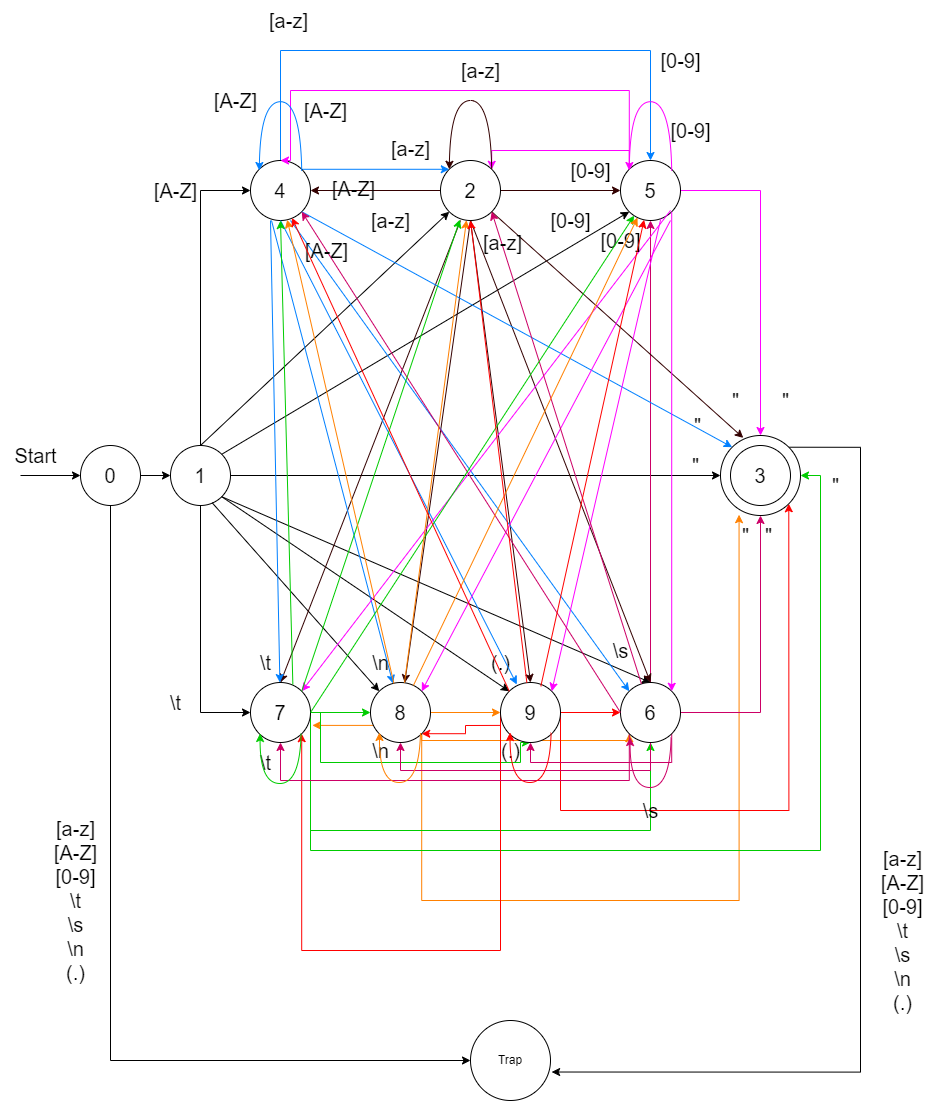 [a-z]
[0-9]
[a-z]
[A-Z]
[A-Z]
[0-9]
[a-z]
[0-9]
[A-Z]
4
[A-Z]
2
5
[a-z]
[0-9]
[A-Z]
[a-z]
[0-9]
"
"
"
Start
0
1
"
3
"
"
"
\s
\t
\n
(.)
\t
7
8
9
6
\t
\n
(.)
\s
[a-z]
[A-Z]
[0-9]
\t
\s
\n
(.)
[a-z]
[A-Z]
[0-9]
\t
\s
\n
(.)
Trap